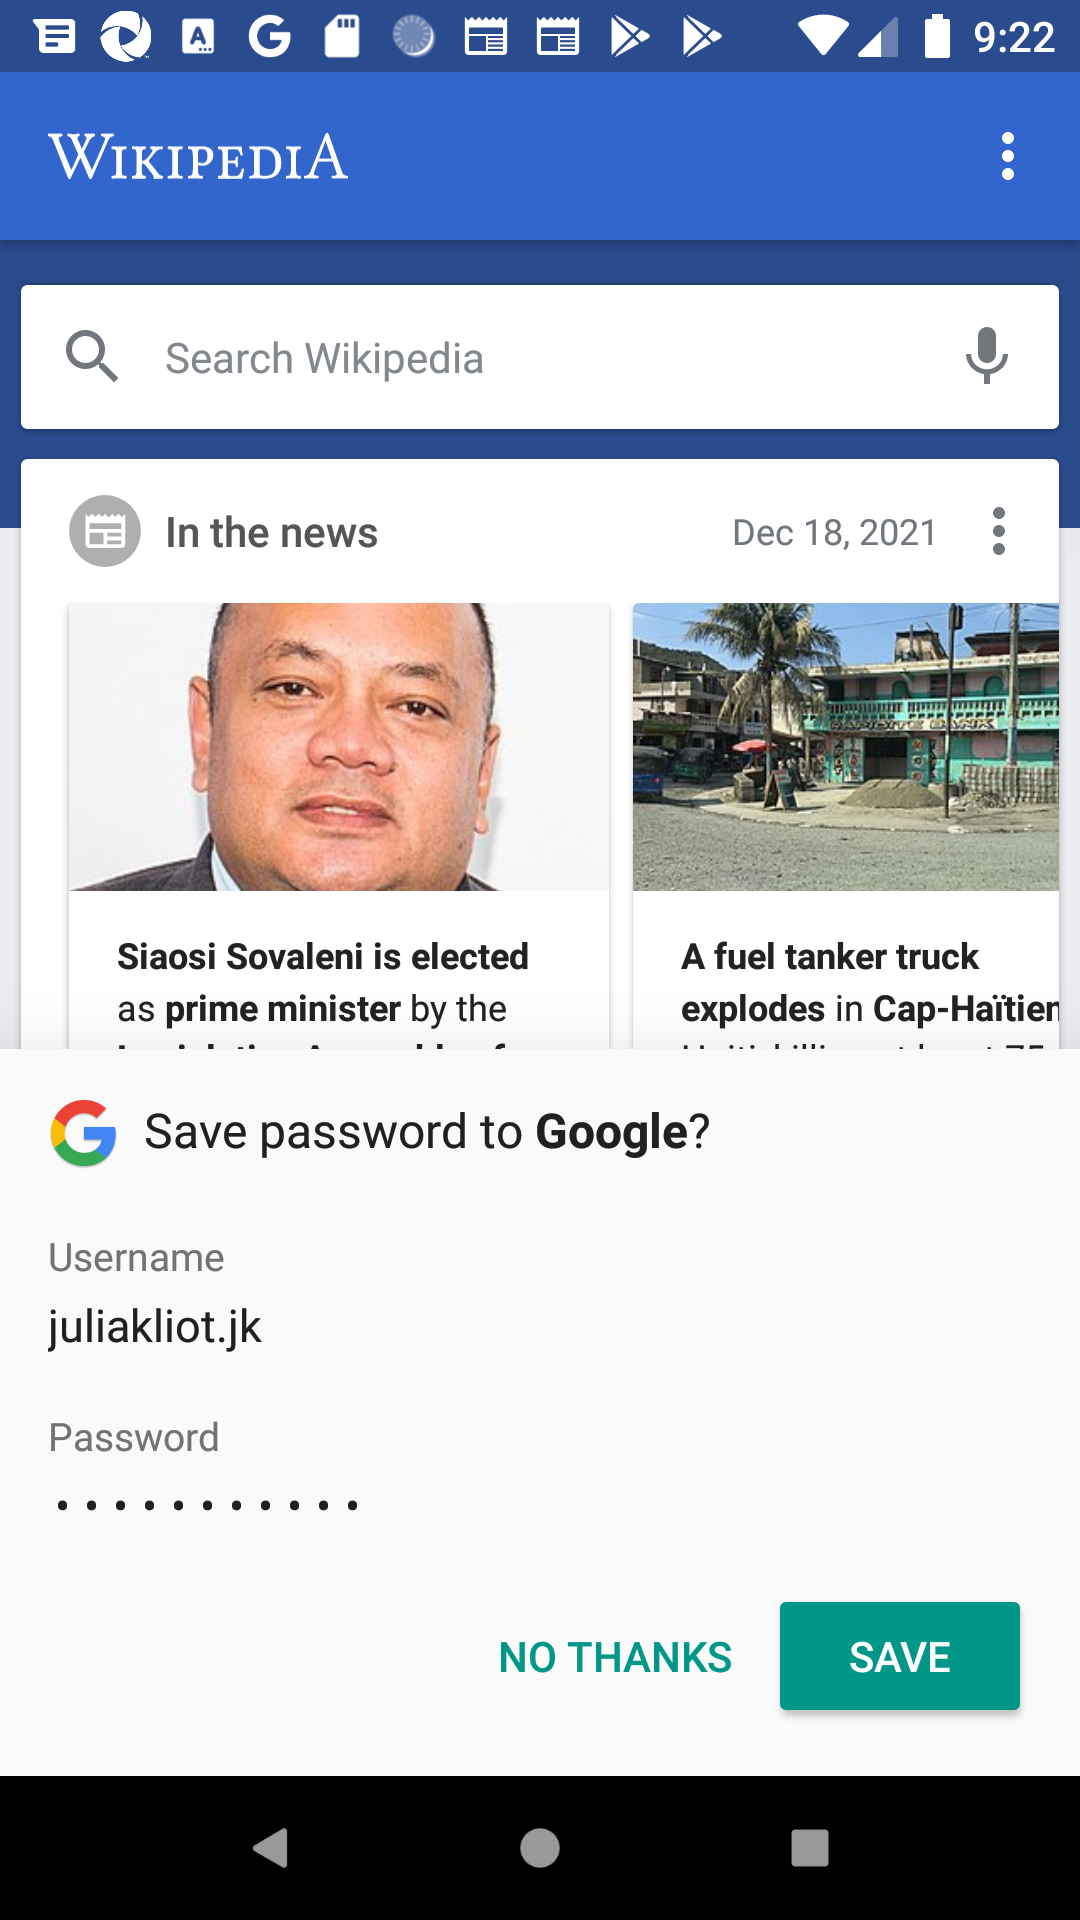 9:22
WIKIPEDIA
Search Wikipedia
In the news
Dec 18, 2021
RAPIDITE BANK
Siaosi Sovaleni is elected
as prime minister by the
A fuel tanker truck
explodes in Cap-Haïtien
Save password to Google?
Username
juliakliot.jk
Password
•••••••••••
NO THANKS
SAVE